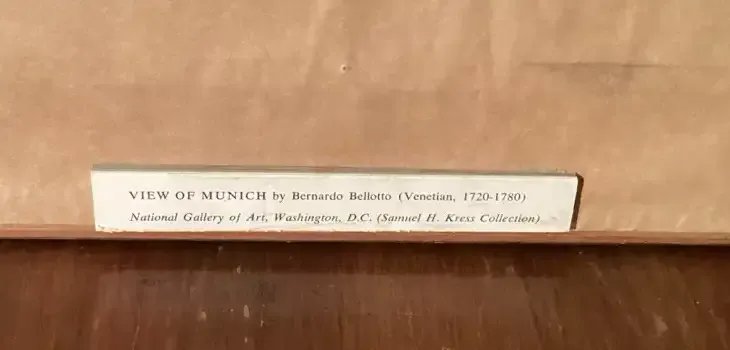 VIEW OF MUNICH by Bernardo Bellotto (Venetian, 1720-1780)
National Gallery of Art, Washington, D.C. (Samuel H. Kress Collection)